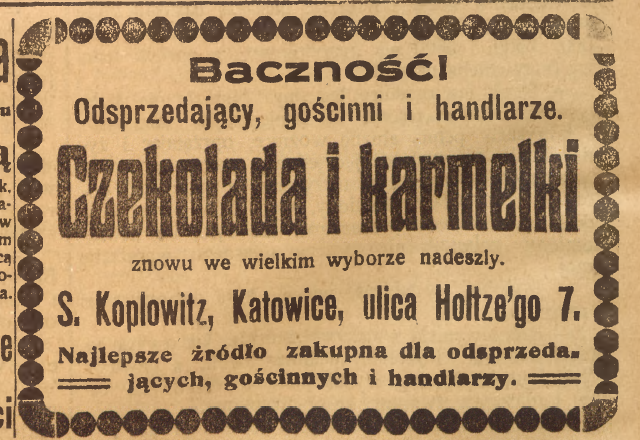 Baczność!
Odsprzedający, gościnni i handlarze.
Czekolada i karmelki
znowu we wielkim wyborze nadeszly.
S. Koplowitz, Katowice, ulica Holtze'go 7.
Najlepsze żródło zakupna dla odsprzeda-
jących, gościnnych i handlarzy.